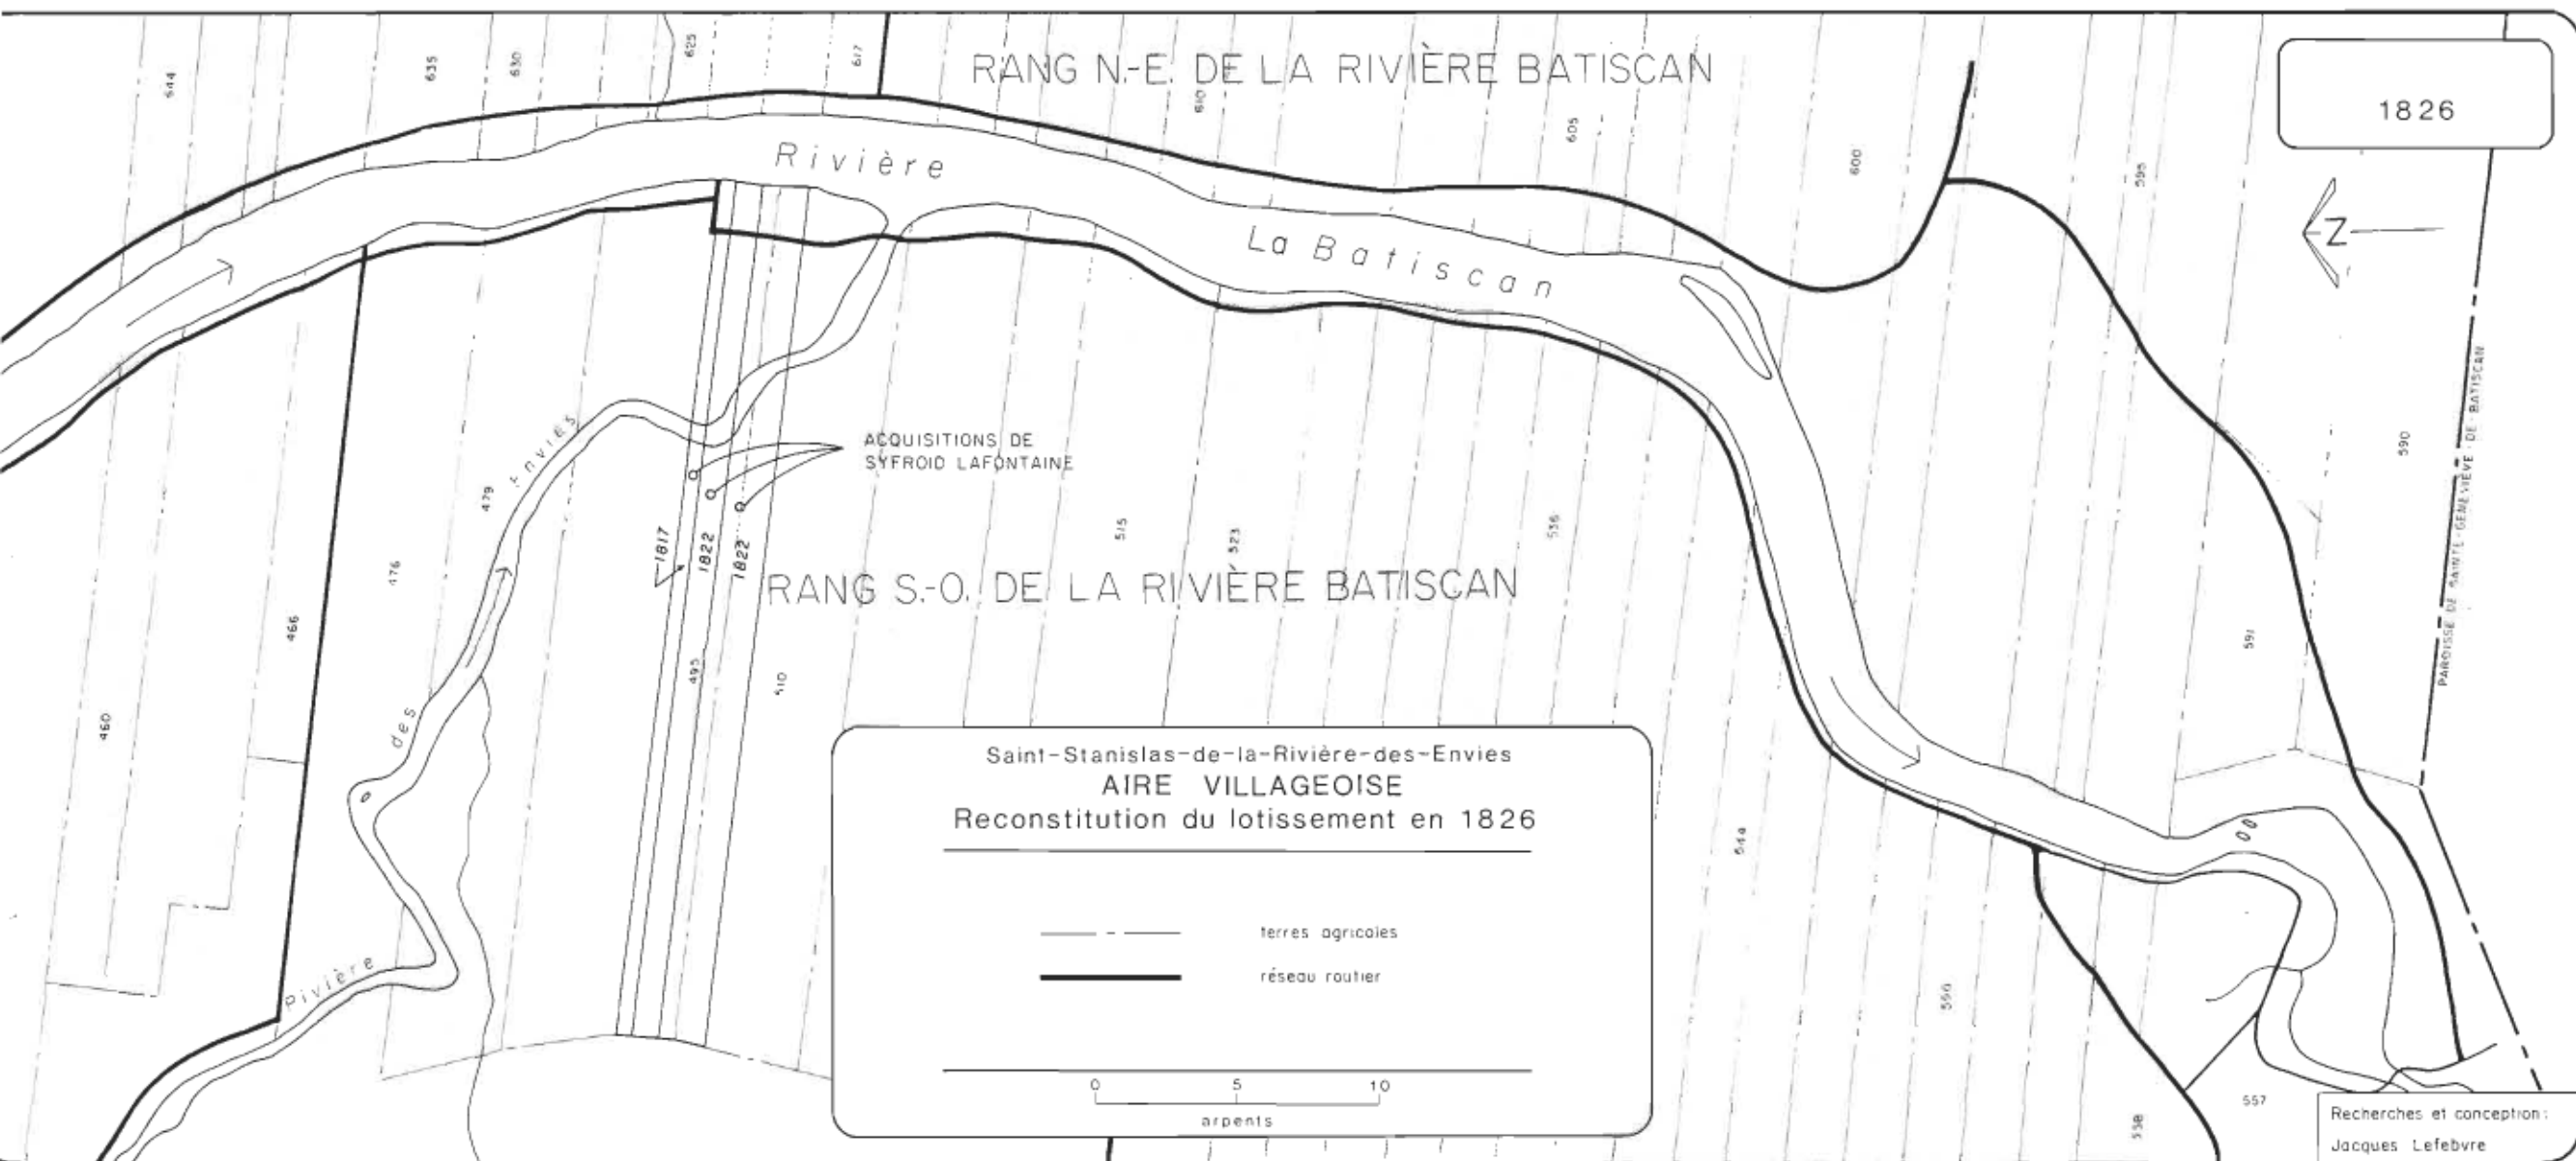 644
635
630
625
617
RANG N.-E. DE LA RIVIÈRE BATISCAN
610
605
600
595
1826
Rivière
La Batiscan
Z
PAROISSE DE SAINTE-GENEVIÈVE-DE-BATISCAN
590
591
ACQUISITIONS DE
SYFROID LAFONTAINE
1817
1822
1822
RANG S.-O. DE LA RIVIÈRE BATISCAN
460
466
476
479
495
510
515
523
536
544
550
558
557
Rivière
des
Envies
Saint-Stanislas-de-la-Rivière-des-Envies
AIRE VILLAGEOISE
Reconstitution du lotissement en 1826
terres agricoles
réseau routier
0 5 10
arpents
Recherches et conception:
Jacques Lefebvre